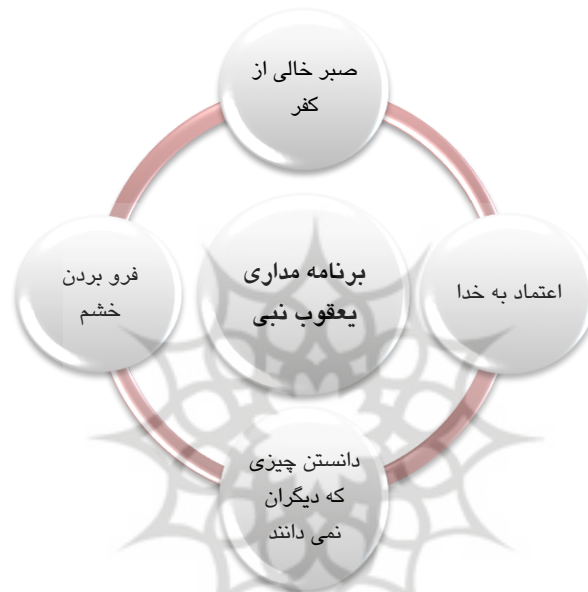 صبر خالی از
کفر
اعتماد به خدا
برنامه مداری
یعقوب نبی
فرو بردن
خشم
دانستن چیزی
که دیگران
نمی دانند